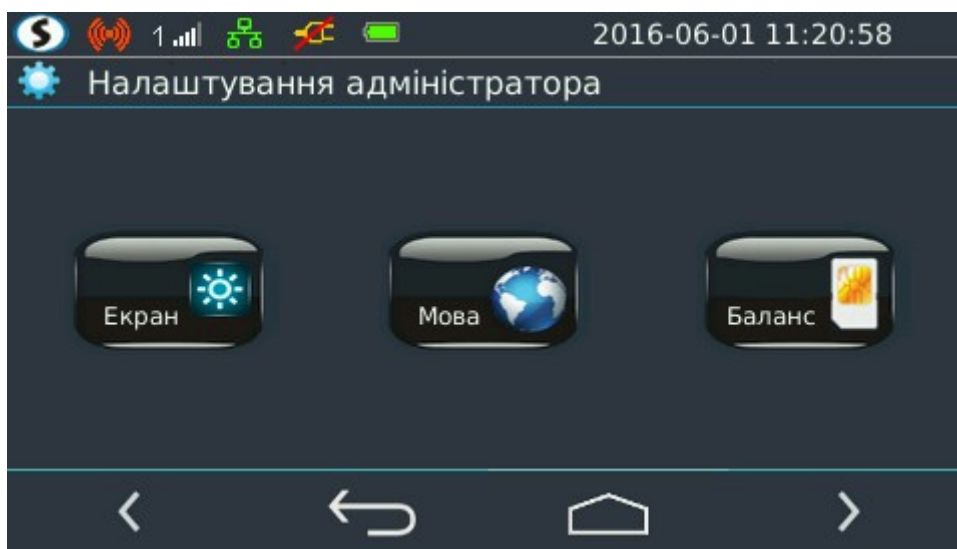 S 1 2016-06-01 11:20:58
Налаштування адміністратора
Екран Мова Баланс